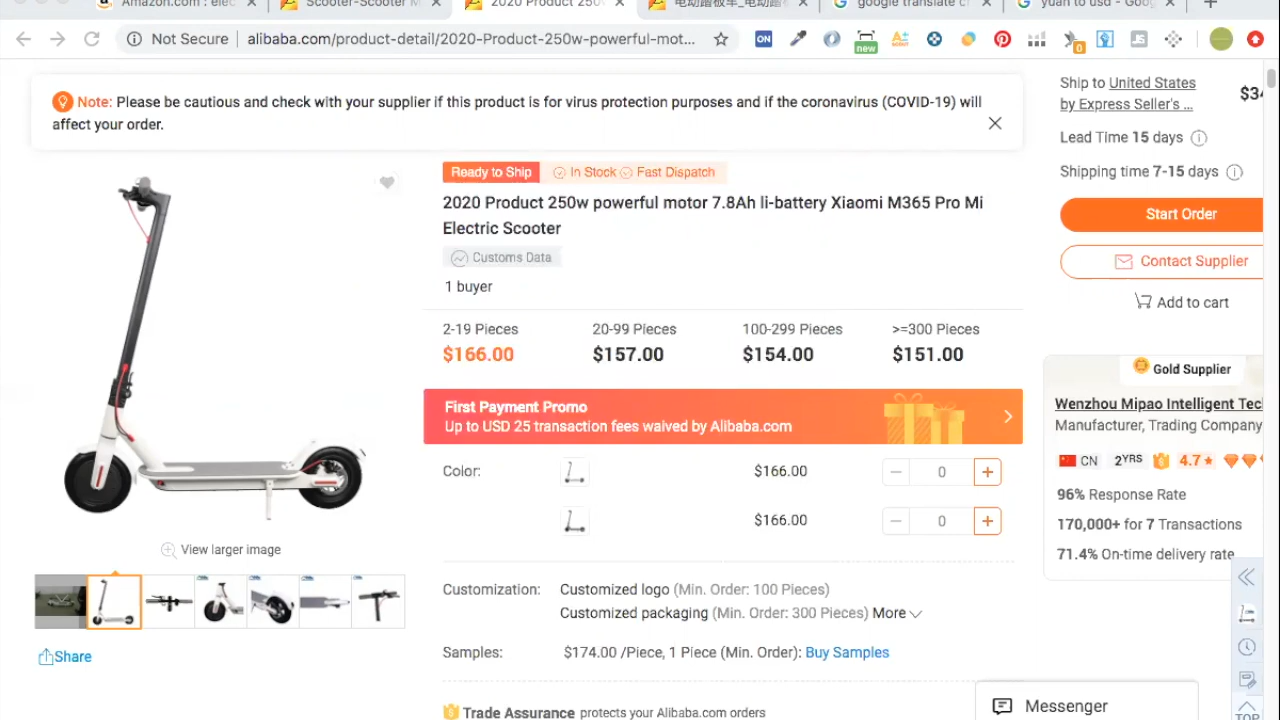 Amazon.com : elec
Scooter-Scooter M
2020 Product 250w
电动踏板车_电动踏板
google translate ch
yuan to usd - Goog
Not Secure
alibaba.com/product-detail/2020-Product-250w-powerful-mot...
ON
new
0
JS
Note: Please be cautious and check with your supplier if this product is for virus protection purposes and if the coronavirus (COVID-19) will
affect your order.
Ship to United States
by Express Seller's ...
$34
Lead Time 15 days
Shipping time 7-15 days
Start Order
Contact Supplier
Add to cart
Ready to Ship
In Stock
Fast Dispatch
2020 Product 250w powerful motor 7.8Ah li-battery Xiaomi M365 Pro Mi
Electric Scooter
Customs Data
1 buyer
2-19 Pieces
20-99 Pieces
100-299 Pieces
>=300 Pieces
$166.00
$157.00
$154.00
$151.00
First Payment Promo
Up to USD 25 transaction fees waived by Alibaba.com
Color:
$166.00
0
$166.00
0
Gold Supplier
Wenzhou Mipao Intelligent Tec
Manufacturer, Trading Company
CN
2YRS
4.7
96% Response Rate
170,000+ for 7 Transactions
71.4% On-time delivery rate
View larger image
Share
Customization:
Customized logo (Min. Order: 100 Pieces)
Customized packaging (Min. Order: 300 Pieces) More
Samples:
$174.00 /Piece, 1 Piece (Min. Order): Buy Samples
Trade Assurance protects your Alibaba.com orders
Messenger
TOP